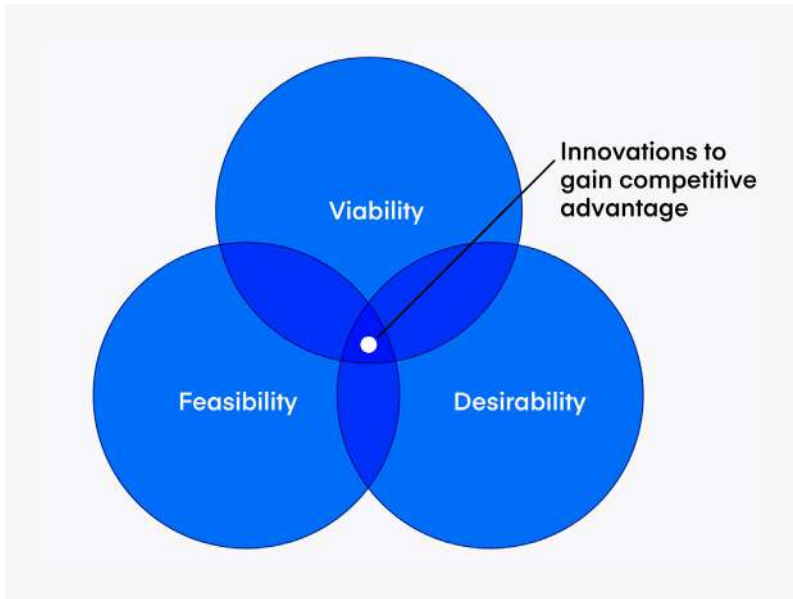 Innovations to
gain competitive
advantage
Viability
Feasibility
Desirability